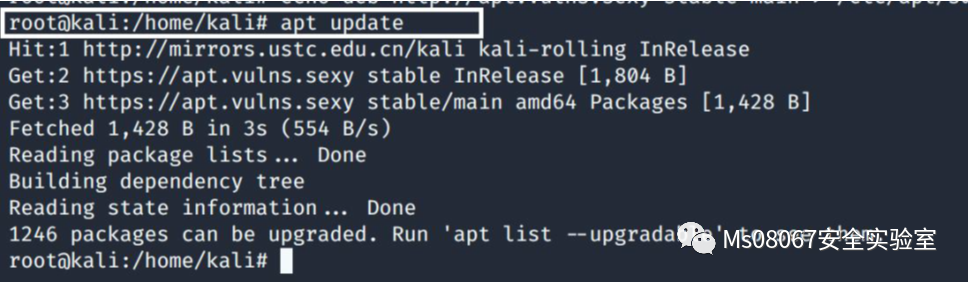 root@kali:/home/kali# apt update
Hit:1 http://mirrors.ustc.edu.cn/kali kali-rolling InRelease
Get:2 https://apt.vulns.sexy stable InRelease [1,804 B]
Get:3 https://apt.vulns.sexy stable/main amd64 Packages [1,428 B]
Fetched 1,428 B in 3s (554 B/s)
Reading package lists... Done
Building dependency tree
Reading state information... Done
1246 packages can be upgraded. Run 'apt list --upgradable' to see them.
Ms08067安全实验室
root@kali:/home/kali#